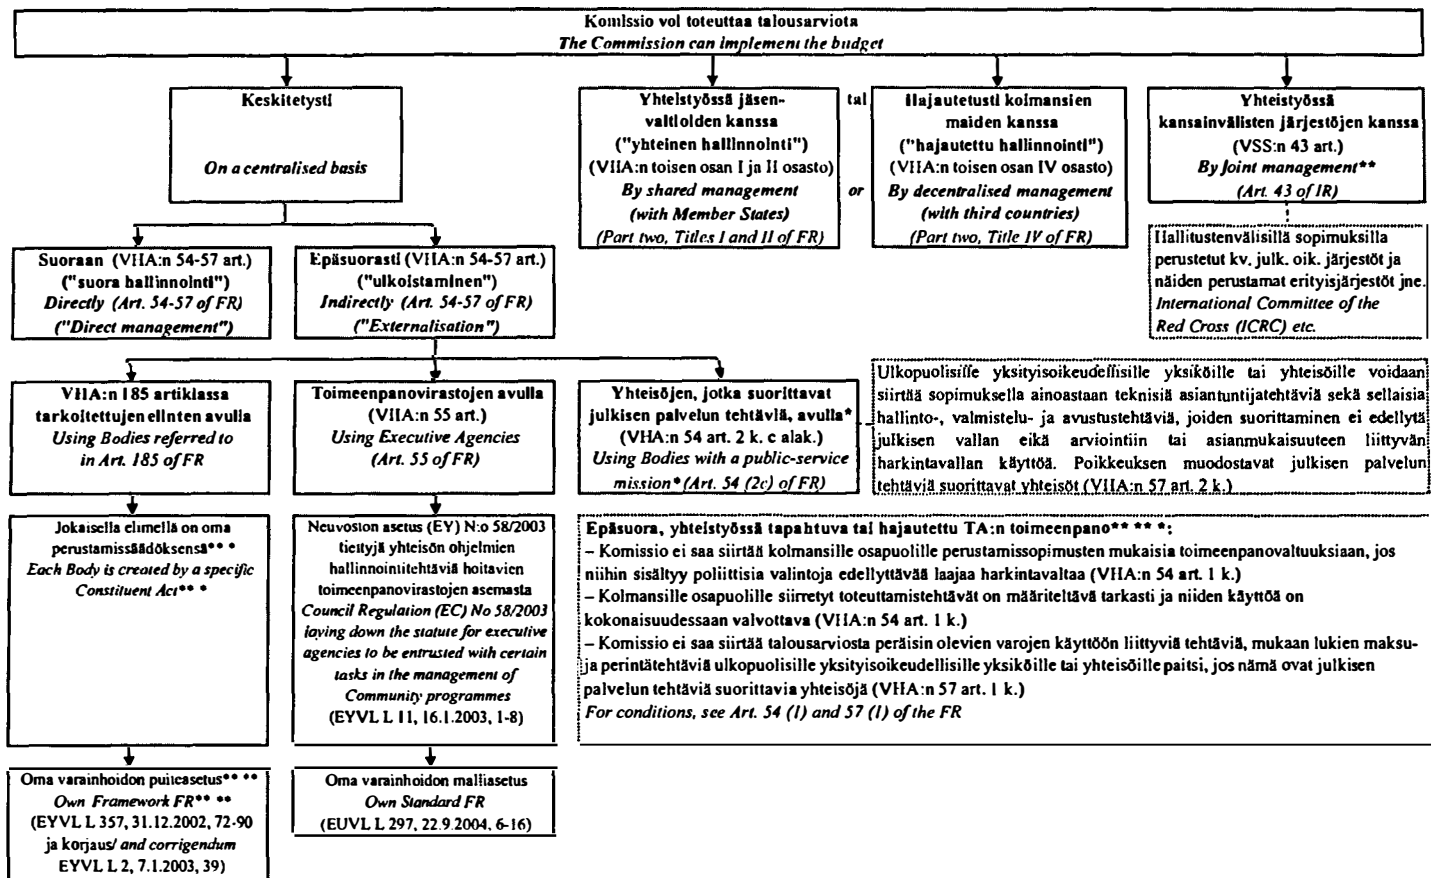 Komissio voi toteuttaa talousarviota
The Commission can implement the budget
Keskitetysti
On a centralised basis
Yhteistyössä jäsen-
valtioiden kanssa
("yhteinen hallinnointi")
(VHA:n toisen osan I ja II osasto)
By shared management
(with Member States)
(Part two, Titles I and II of FR)
tai
or
Hajautetusti kolmansien
maiden kanssa
("hajautettu hallinnointi")
(VHA:n toisen osan IV osasto)
By decentralised management
(with third countries)
(Part two, Title IV of FR)
Yhteistyössä
kansainvälisten järjestöjen kanssa
(VSS:n 43 art.)
By Joint management**
(Art. 43 of IR)
Hallitustenvälisillä sopimuksilla
perustetut kv. julk. oik. järjestöt ja
näiden perustamat erityisjärjestöt jne.
International Committee of the
Red Cross (ICRC) etc.
Suoraan (VHA:n 54-57 art.)
("suora hallinnointi")
Directly (Art. 54-57 of FR)
("Direct management")
Epäsuorasti (VHA:n 54-57 art.)
("ulkoistaminen")
Indirectly (Art. 54-57 of FR)
("Externalisation")
VHA:n 185 artiklassa
tarkoitettujen elinten avulla
Using Bodies referred to
in Art. 185 of FR
Toimeenpanovirastojen avulla
(VHA:n 55 art.)
Using Executive Agencies
(Art. 55 of FR)
Yhteisöjen, jotka suorittavat
julkisen palvelun tehtäviä, avulla*
(VHA:n 54 art. 2 k. c alak.)
Using Bodies with a public-service
mission* (Art. 54 (2c) of FR)
Ulkopuolisille yksityisoikeudellisille yksiköille tai yhteisöille voidaan
siirtää sopimuksella ainoastaan teknisiä asiantuntijatehtäviä sekä sellaisia
hallinto-, valmistelu- ja avustustehtäviä, joiden suorittaminen ei edellytä
julkisen vallan eikä arviointiin tai asianmukaisuuteen liittyvän
harkintavallan käyttöä. Poikkeuksen muodostavat julkisen palvelun
tehtäviä suorittavat yhteisöt (VHA:n 57 art. 2 k.)
Jokaisella elimellä on oma
perustamissäädöksensä** *
Each Body is created by a specific
Constituent Act** *
Neuvoston asetus (EY) N:o 58/2003
tiettyjä yhteisön ohjelmien
hallinnointitehtäviä hoitavien
toimeenpanovirastojen asemasta
Council Regulation (EC) No 58/2003
laying down the statute for executive
agencies to be entrusted with certain
tasks in the management of
Community programmes
(EYVL L 11, 16.1.2003, 1-8)
Epäsuora, yhteistyössä tapahtuva tai hajautettu TA:n toimeenpano** ** *:
– Komissio ei saa siirtää kolmansille osapuolille perustamissopimusten mukaisia toimeenpanovaltuuksiaan, jos
niihin sisältyy poliittisia valintoja edellyttävää laajaa harkintavaltaa (VHA:n 54 art. 1 k.)
– Kolmansille osapuolille siirretyt toteuttamistehtävät on määriteltävä tarkasti ja niiden käyttöä on
kokonaisuudessaan valvottava (VHA:n 54 art. 1 k.)
– Komissio ei saa siirtää talousarviosta peräisin olevien varojen käyttöön liittyviä tehtäviä, mukaan lukien maksu-
ja perintätehtäviä ulkopuolisille yksityisoikeudellisille yksiköille tai yhteisöille paitsi, jos nämä ovat julkisen
palvelun tehtäviä suorittavia yhteisöjä (VHA:n 57 art. 1 k.)
For conditions, see Art. 54 (1) and 57 (1) of the FR
Oma varainhoidon puiteasetus** **
Own Framework FR** **
(EYVL L 357, 31.12.2002, 72-90
ja korjaus/ and corrigendum
EYVL L 2, 7.1.2003, 39)
Oma varainhoidon malliasetus
Own Standard FR
(EUVL L 297, 22.9.2004, 6-16)